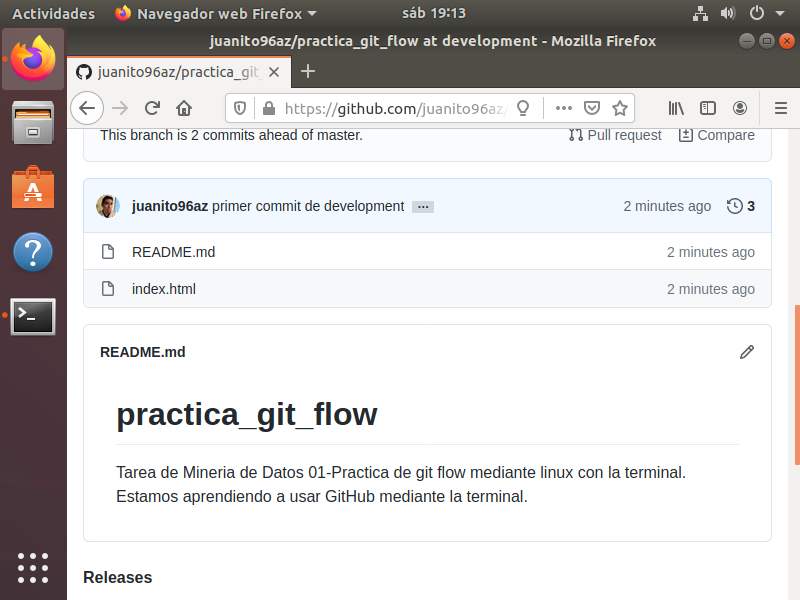 Actividades Navegador web Firefox sáb 19:13
juanito96az/practica_git_flow at development - Mozilla Firefox
juanito96az/practica_git
https://github.com/juanito96az/
This branch is 2 commits ahead of master. Pull request Compare
juanito96az primer commit de development ... 2 minutes ago 3
README.md 2 minutes ago
index.html 2 minutes ago
README.md
practica_git_flow
Tarea de Mineria de Datos 01-Practica de git flow mediante linux con la terminal.
Estamos aprendiendo a usar GitHub mediante la terminal.
Releases